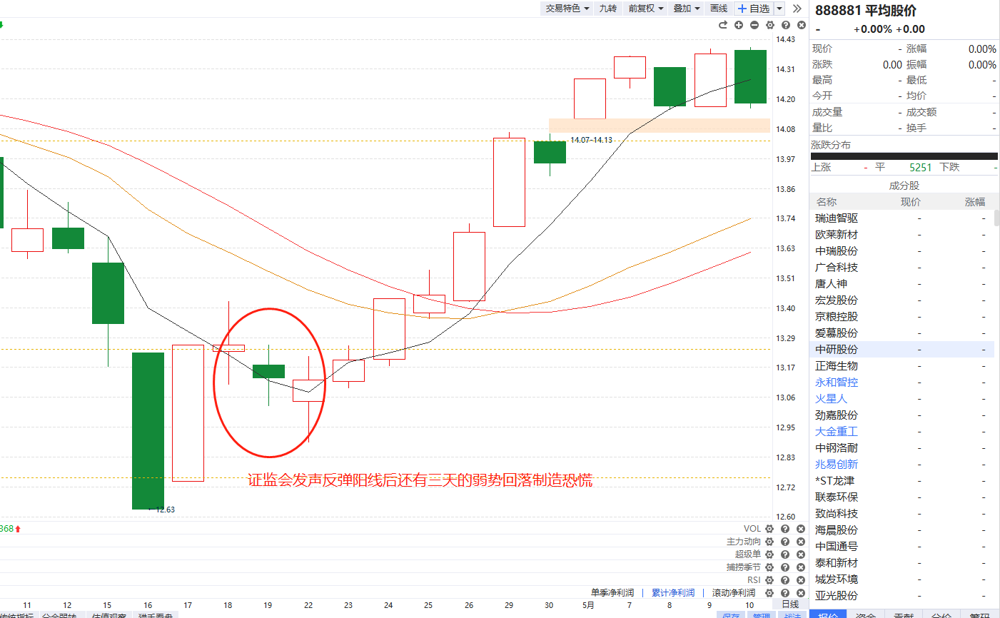 交易特色 九转 前复权 叠加 画线 +自选
888881 平均股价
- +0.00% +0.00
现价 - 涨幅 0.00%
涨跌 0.00 振幅 0.00%
最高 - 最低 -
今开 - 均价 -
成交量 - 成交额 -
量比 - 换手 -
涨跌分布
上涨 - 平 5251 下跌 -
成分股
名称 现价 涨幅
瑞迪智驱 - -
欧莱新材 - -
中瑞股份 - -
广合科技 - -
唐人神 - -
宏发股份 - -
京粮控股 - -
爱慕股份 - -
中研股份 - -
正海生物 - -
永和智控 - -
火星人 - -
劲嘉股份 - -
大金重工 - -
中钢洛耐 - -
兆易创新 - -
*ST龙津 - -
联泰环保 - -
致尚科技 - -
海晨股份 - -
中国通号 - -
泰和新材 - -
城发环境 - -
亚光股份 - -
14.43
14.31
14.20
14.08
13.97
13.86
13.74
13.63
13.51
13.40
13.29
13.17
13.06
12.95
12.83
12.72
12.60
14.07-14.13
证监会发声反弹阳线后还有三天的弱势回落制造恐慌
←12.63
368
VOL
主力动向
超级单
捕捞季节
RSI
单季净利润 | 累计净利润 | 滚动净利润
11 12 15 16 17 18 19 22 23 24 25 26 29 30 5月 7 8 9 10 日线